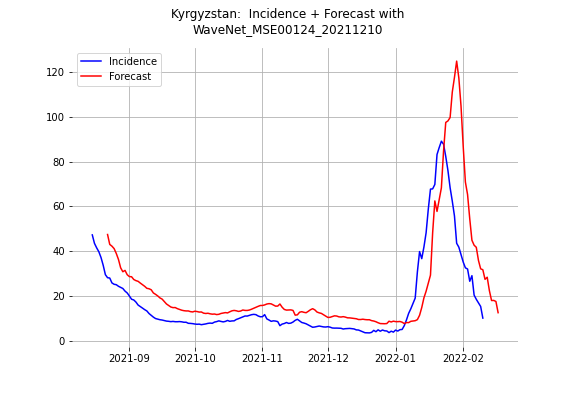 Kyrgyzstan:  Incidence + Forecast with
WaveNet_MSE00124_20211210
Incidence
Forecast
120
100
80
60
40
20
0
2021-09 2021-10 2021-11 2021-12 2022-01 2022-02